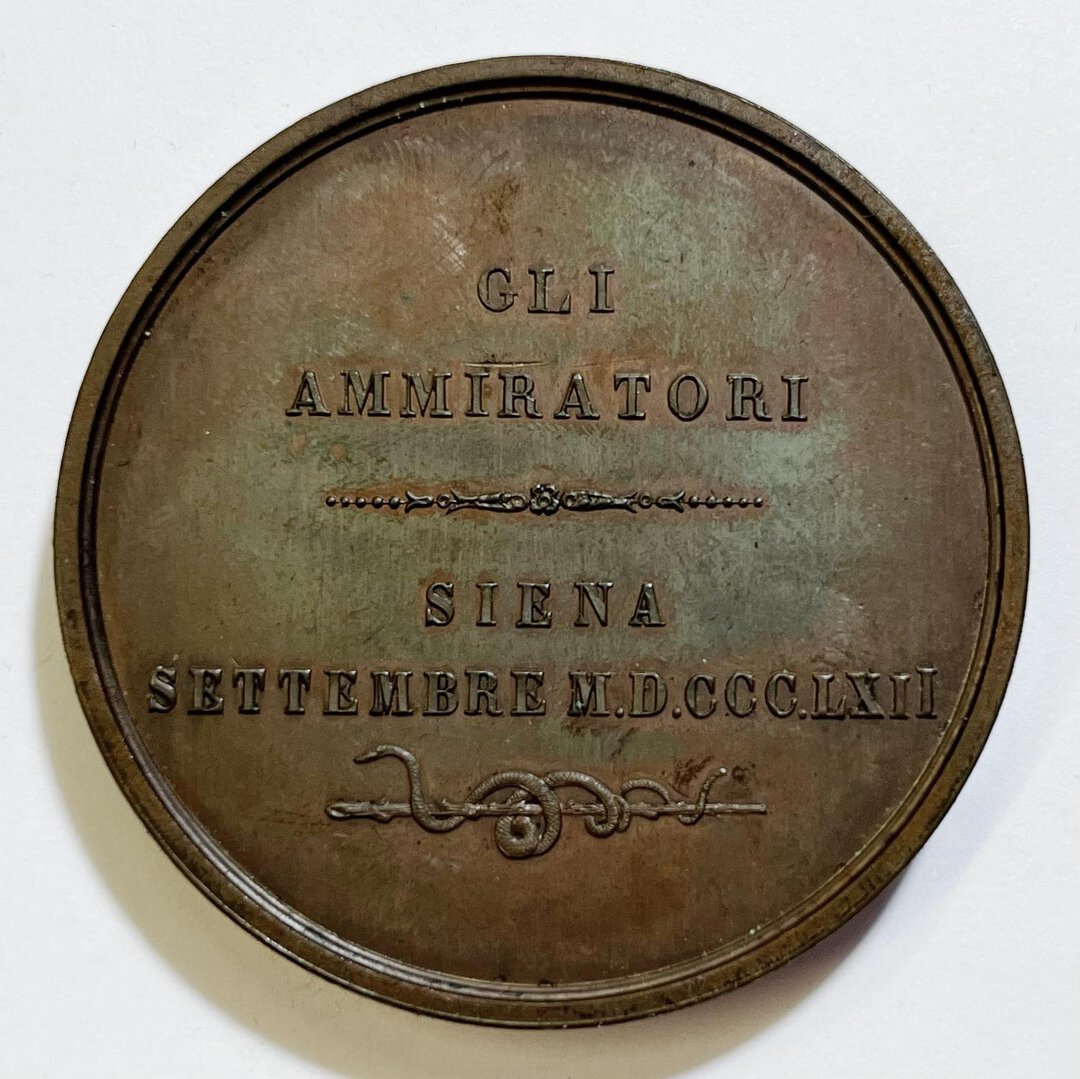 GLI
AMMIRATORI
SIENA
SETTEMBRE M.D.CCC.LXII